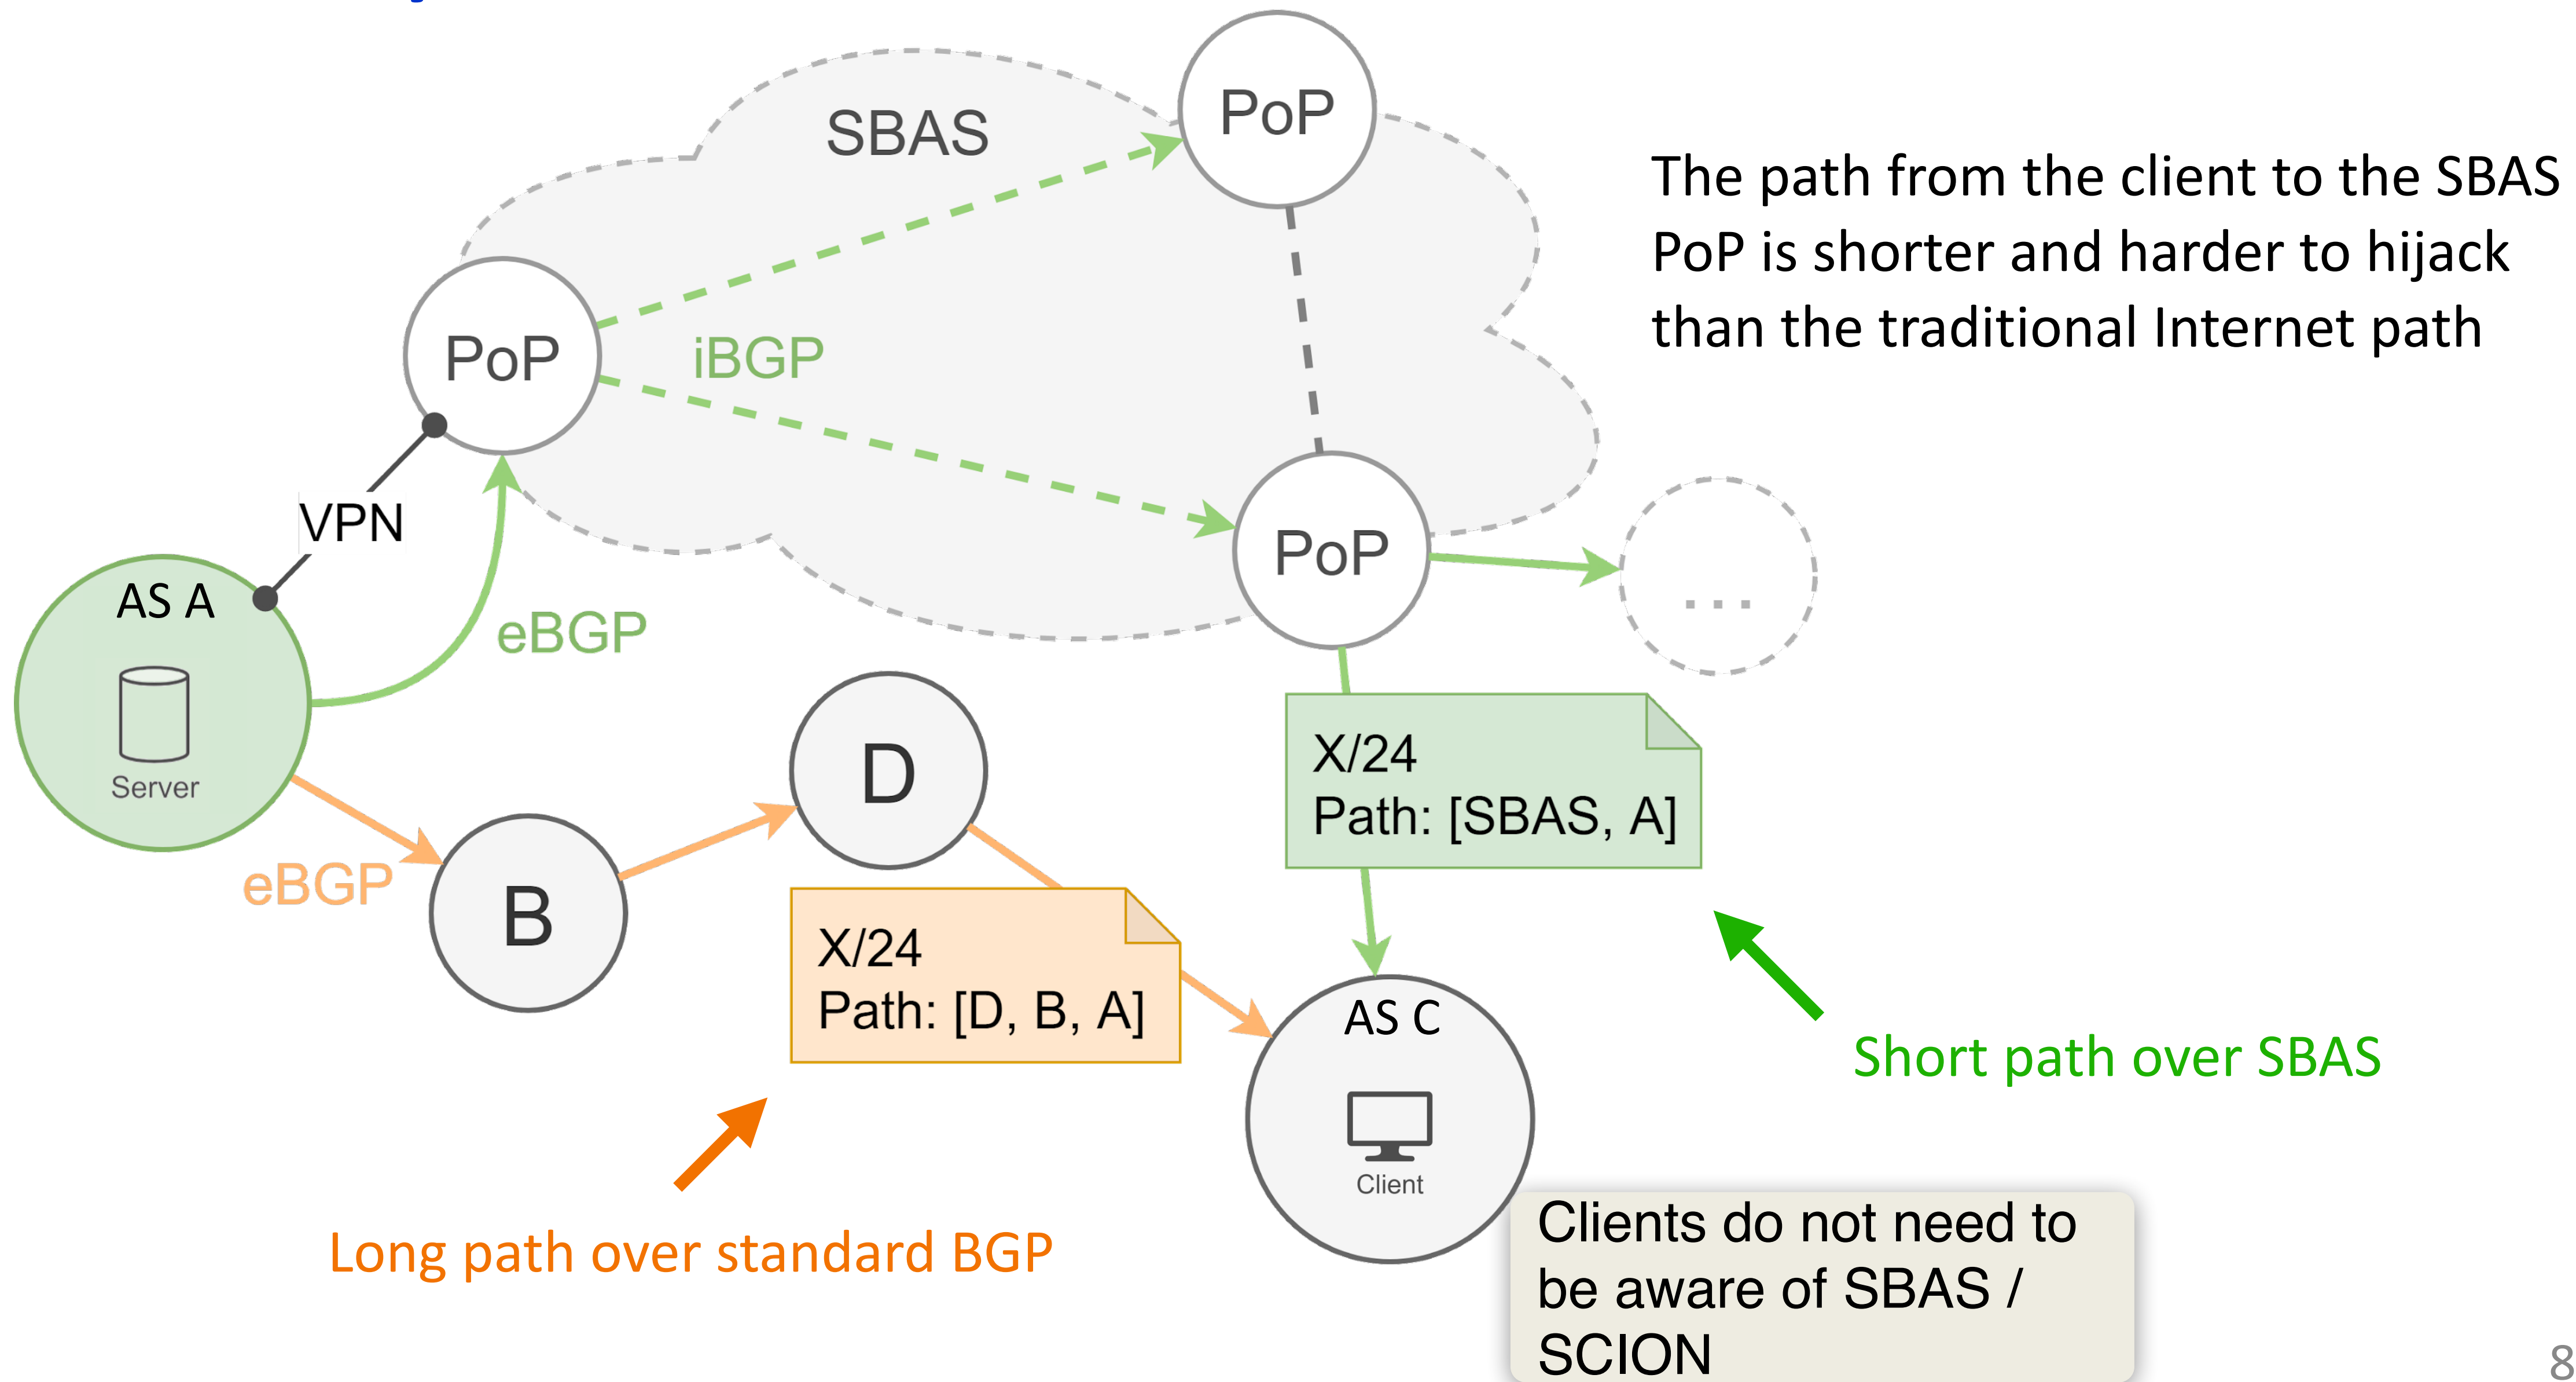 PoP
SBAS
The path from the client to the SBAS
PoP is shorter and harder to hijack
than the traditional Internet path
PoP
iBGP
VPN
PoP
...
AS A
eBGP
Server
D
X/24
Path: [SBAS, A]
eBGP
B
X/24
Path: [D, B, A]
AS C
Client
Short path over SBAS
Long path over standard BGP
Clients do not need to
be aware of SBAS /
SCION
8